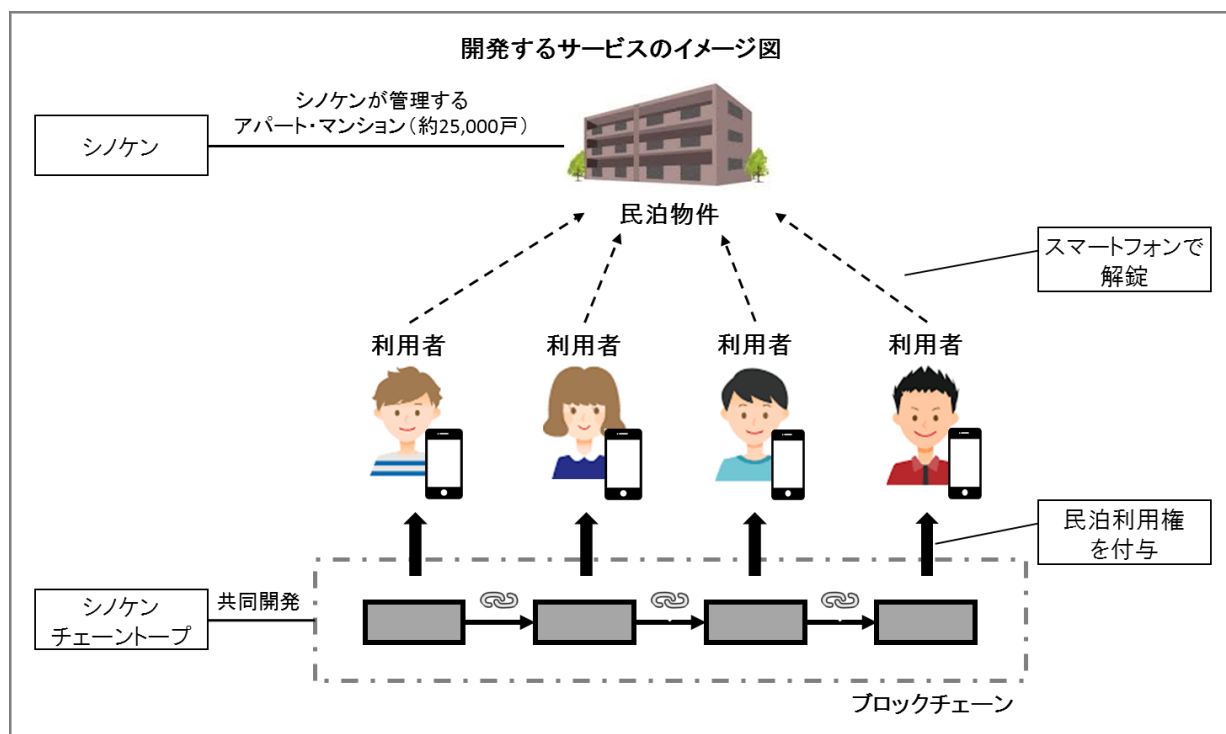 開発するサービスのイメージ図
シノケンが管理する
アパート・マンション（約25,000戸）
シノケン
民泊物件
スマートフォンで
解錠
利用者
利用者
利用者
利用者
民泊利用権
を付与
シノケン
チェーントープ
共同開発
ブロックチェーン